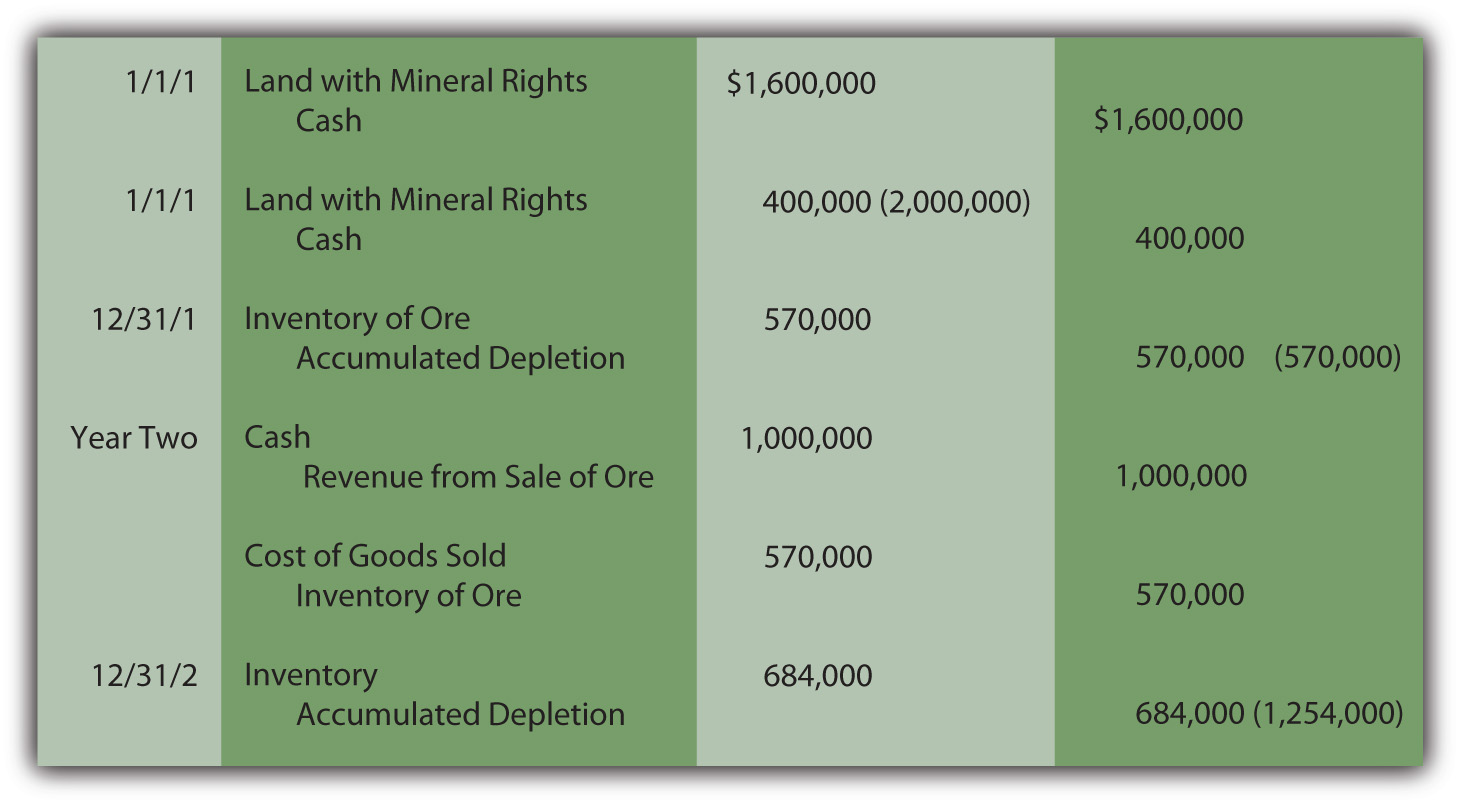 1/1/1 Land with Mineral Rights $1,600,000
Cash $1,600,000
1/1/1 Land with Mineral Rights 400,000 (2,000,000)
Cash 400,000
12/31/1 Inventory of Ore 570,000
Accumulated Depletion 570,000 (570,000)
Year Two Cash 1,000,000
Revenue from Sale of Ore 1,000,000
Cost of Goods Sold 570,000
Inventory of Ore 570,000
12/31/2 Inventory 684,000
Accumulated Depletion 684,000 (1,254,000)